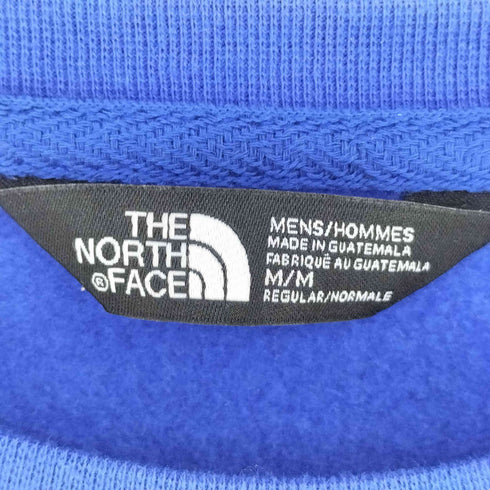 THE
NORTH
®FACE
MENS/HOMMES
MADE IN GUATEMALA
FABRIQUÉ AU GUATEMALA
M/M
REGULAR/NORMALE